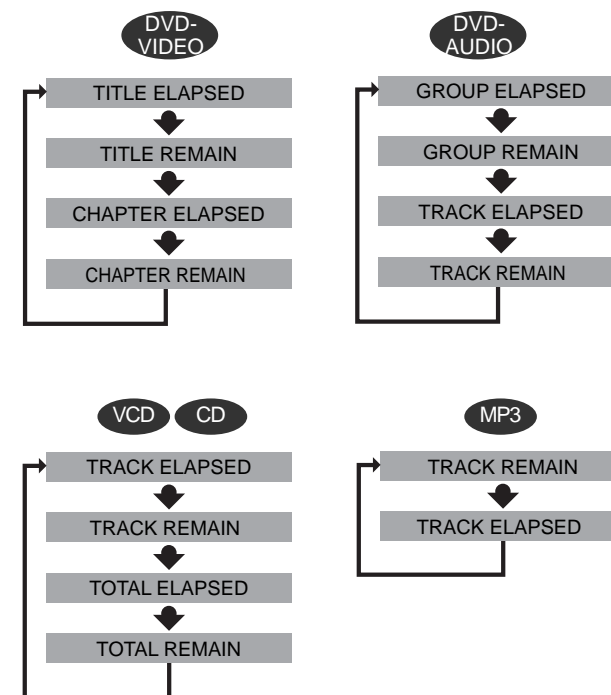 DVD-
VIDEO
TITLE ELAPSED
TITLE REMAIN
CHAPTER ELAPSED
CHAPTER REMAIN
DVD-
AUDIO
GROUP ELAPSED
GROUP REMAIN
TRACK ELAPSED
TRACK REMAIN
VCD CD
TRACK ELAPSED
TRACK REMAIN
TOTAL ELAPSED
TOTAL REMAIN
MP3
TRACK REMAIN
TRACK ELAPSED